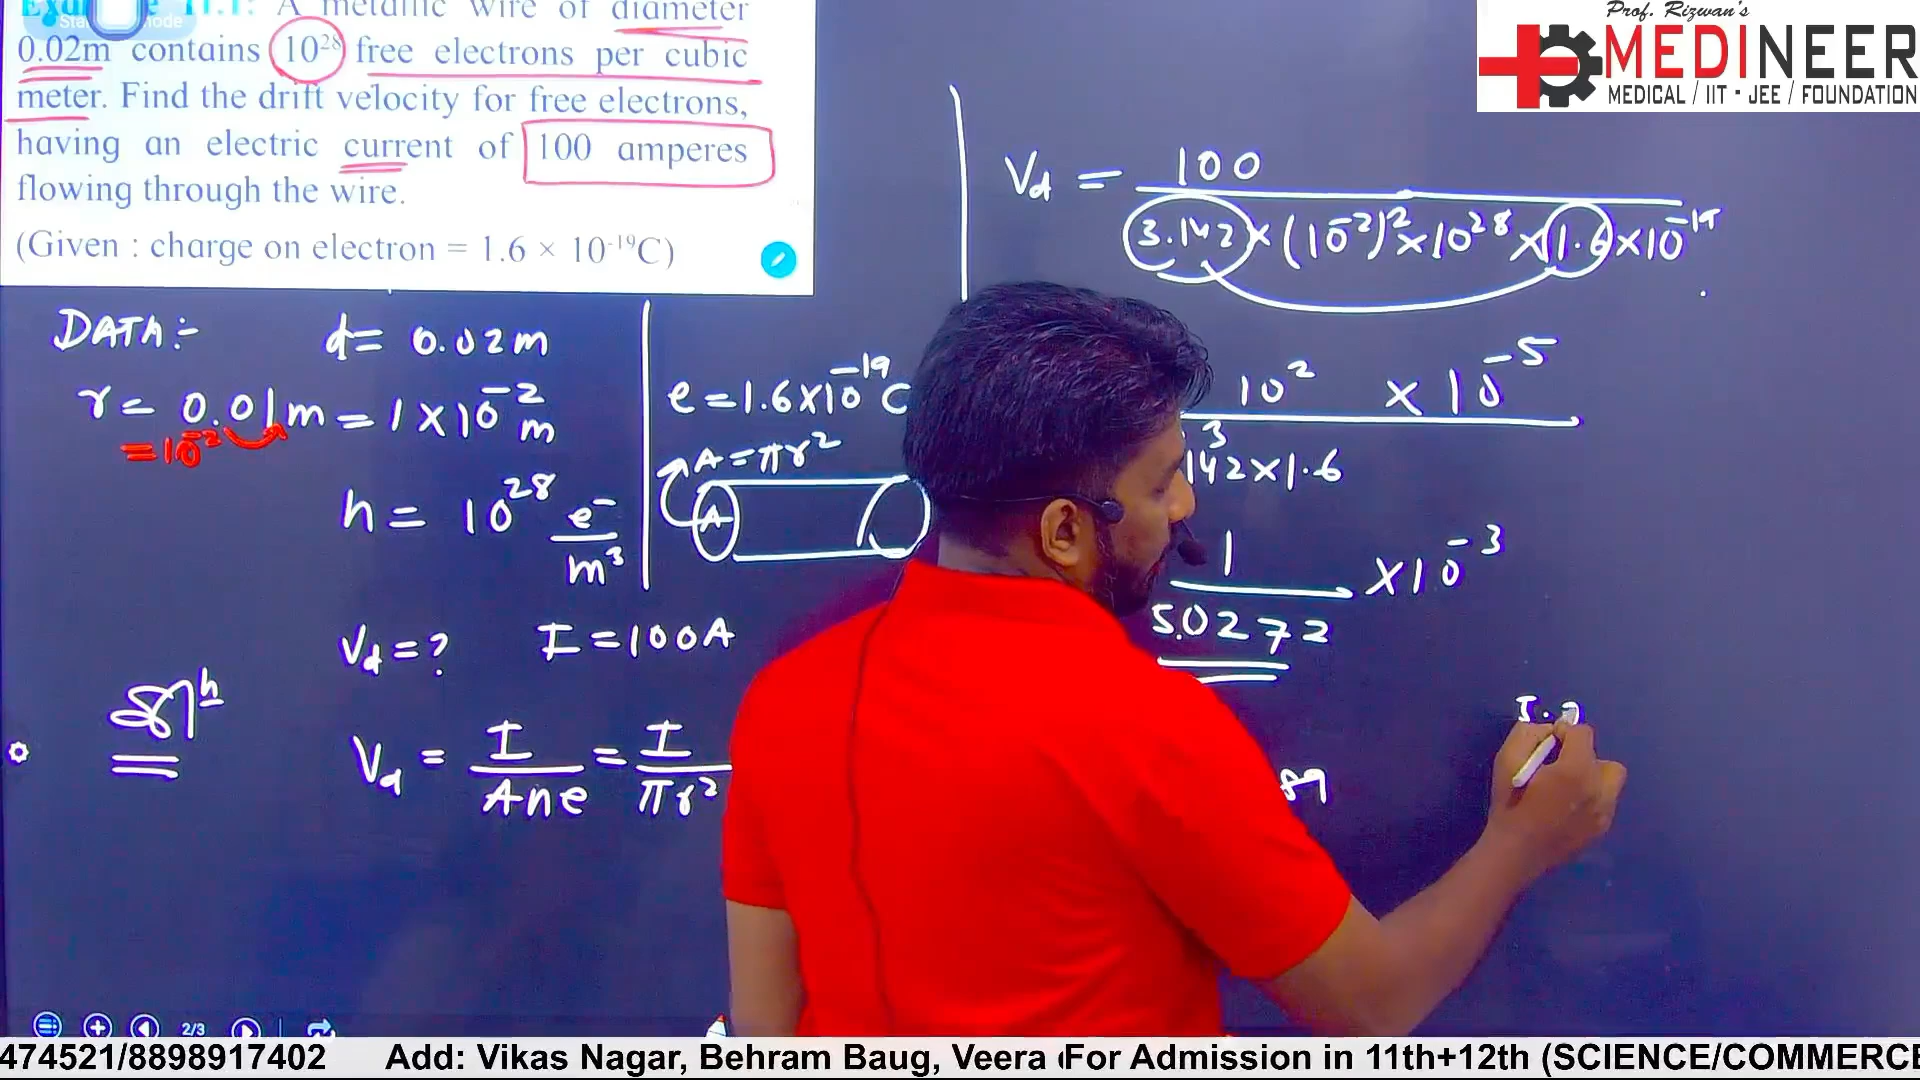 A metallic wire of diameter
0.02m contains 10²⁸ free electrons per cubic
meter. Find the drift velocity for free electrons,
having an electric current of 100 amperes
flowing through the wire.
(Given : charge on electron = 1.6 × 10⁻¹⁹C)
DATA:-
d = 0.02m
r = 0.01m = 1 × 10⁻² m
= 10⁻²
n = 10²⁸ e⁻/m³
Vd = ?
I = 100A
Solⁿ
Vd = I/Ane = I/πr²
e = 1.6×10⁻¹⁹C
A = πr²
A
Vd = 100
3.142 × (10⁻²)² × 10²⁸ × 1.6 × 10⁻¹⁹
10² × 10⁻⁵
3
142×1.6
1/5.0272 × 10⁻³
89
Prof. Rizwan's
MEDINEER
MEDICAL / IIT - JEE / FOUNDATION
2/3
474521/8898917402 Add: Vikas Nagar, Behram Baug, Veera
For Admission in 11th+12th (SCIENCE/COMMERCE